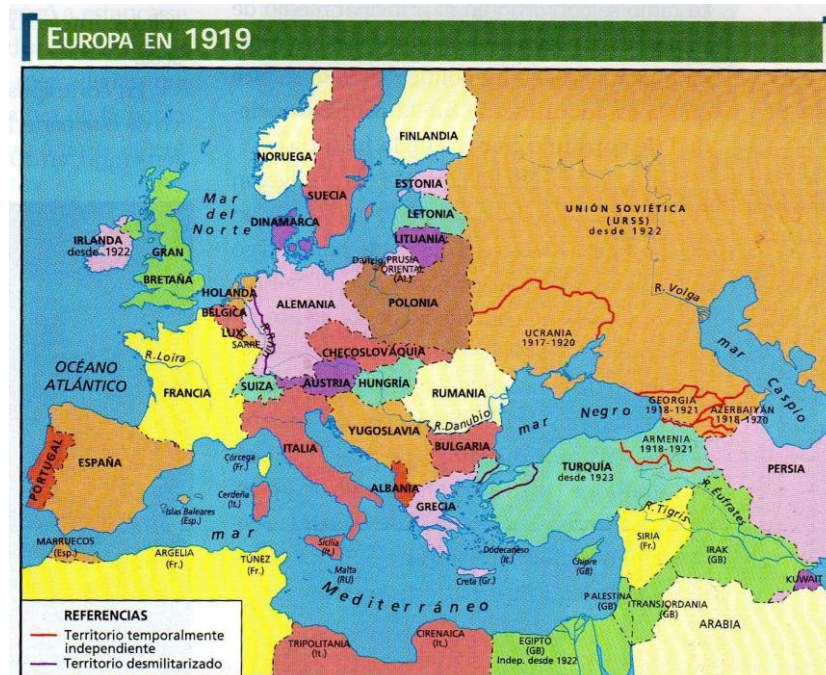 EUROPA EN 1919
FINLANDIA
NORUEGA
SUECIA
ESTONIA
Mar
del
Norte
UNIÓN SOVIÉTICA
(URSS)
desde 1922
LETONIA
DINAMARCA
LITUANIA
IRLANDA
desde 1922
GRAN
BRETAÑA
Danzig
PRUSIA
ORIENTAL
(Al.)
R. Volga
HOLANDA
ALEMANIA
POLONIA
BÉLGICA
LUX.
R. Rin
SARRE
UCRANIA
1917-1920
mar
Caspio
CHECOSLOVAQUIA
R. Loira
OCÉANO
ATLÁNTICO
FRANCIA
SUIZA
AUSTRIA
HUNGRÍA
RUMANIA
mar Negro
GEORGIA
1918-1921
AZERBAIYÁN
1918-1920
R. Danubio
YUGOSLAVIA
ITALIA
BULGARIA
ARMENIA
1918-1921
PORTUGAL
ESPAÑA
Córcega
(Fr.)
TURQUÍA
desde 1923
PERSIA
Cerdeña
(It.)
ALBANIA
GRECIA
Islas Baleares
(Esp.)
R. Tigris
R. Éufrates
mar
Mediterráneo
MARRUECOS
(Esp.)
ARGELIA
(Fr.)
TÚNEZ
(Fr.)
Sicilia
(It.)
Malta
(RU)
Dodecaneso
(It.)
Creta (Gr.)
Chipre
(GB)
SIRIA
(Fr.)
IRAK
(GB)
KUWAIT
PALESTINA
(GB)
TRANSJORDANIA
(GB)
ARABIA
TRIPOLITANIA
(It.)
CIRENAICA
(It.)
EGIPTO
(GB)
Indep. desde 1922
REFERENCIAS
Territorio temporalmente
independiente
Territorio desmilitarizado